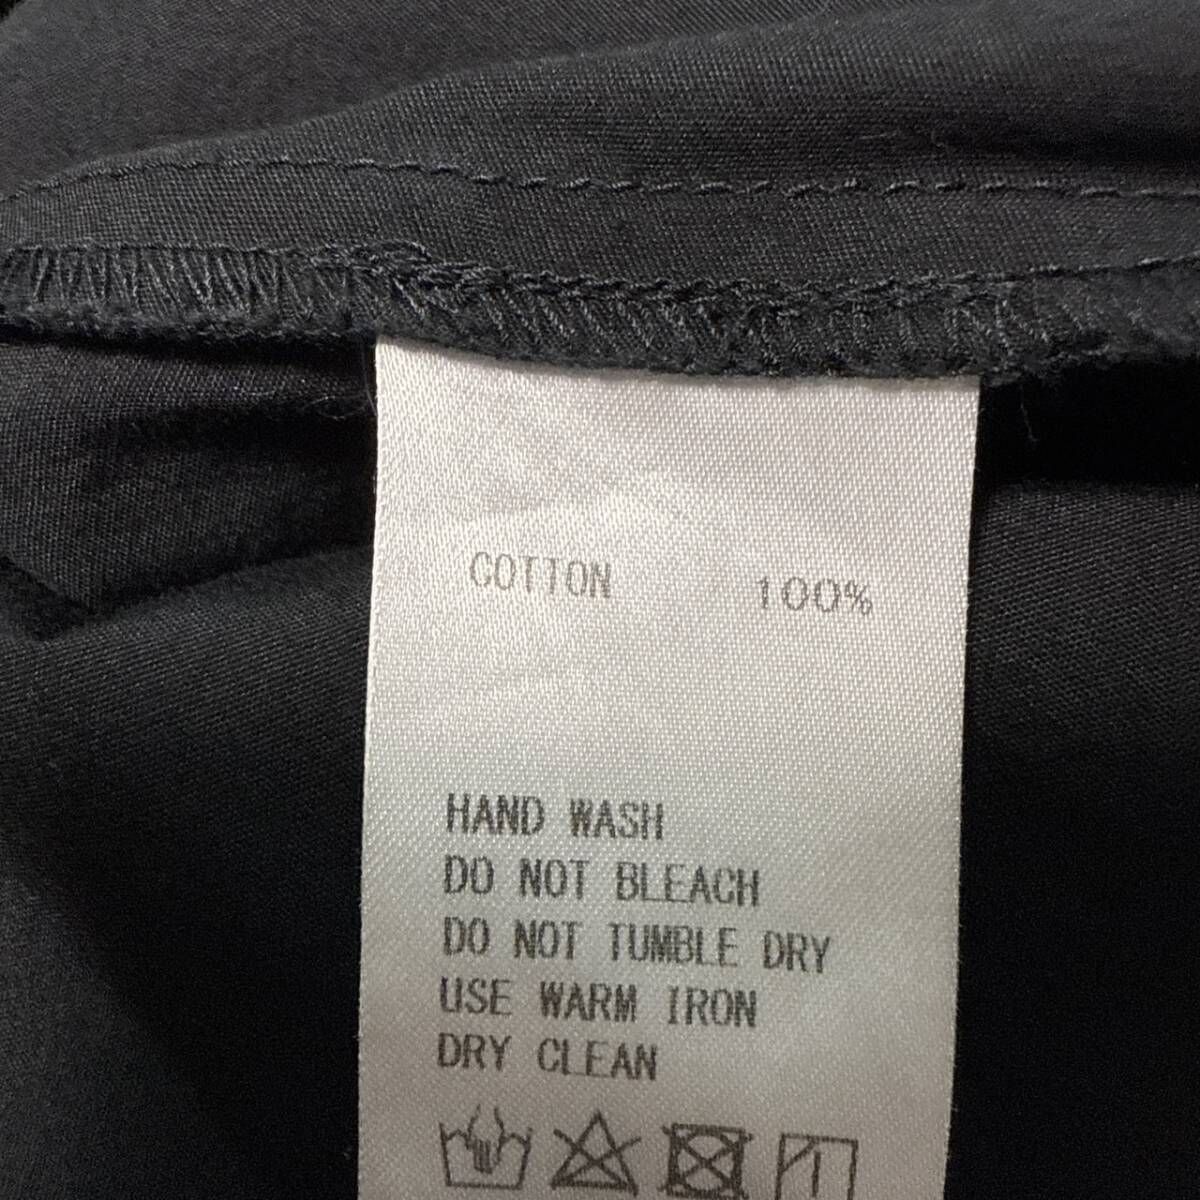 COTTON 100%
HAND WASH
DO NOT BLEACH
DO NOT TUMBLE DRY
USE WARM IRON
DRY CLEAN